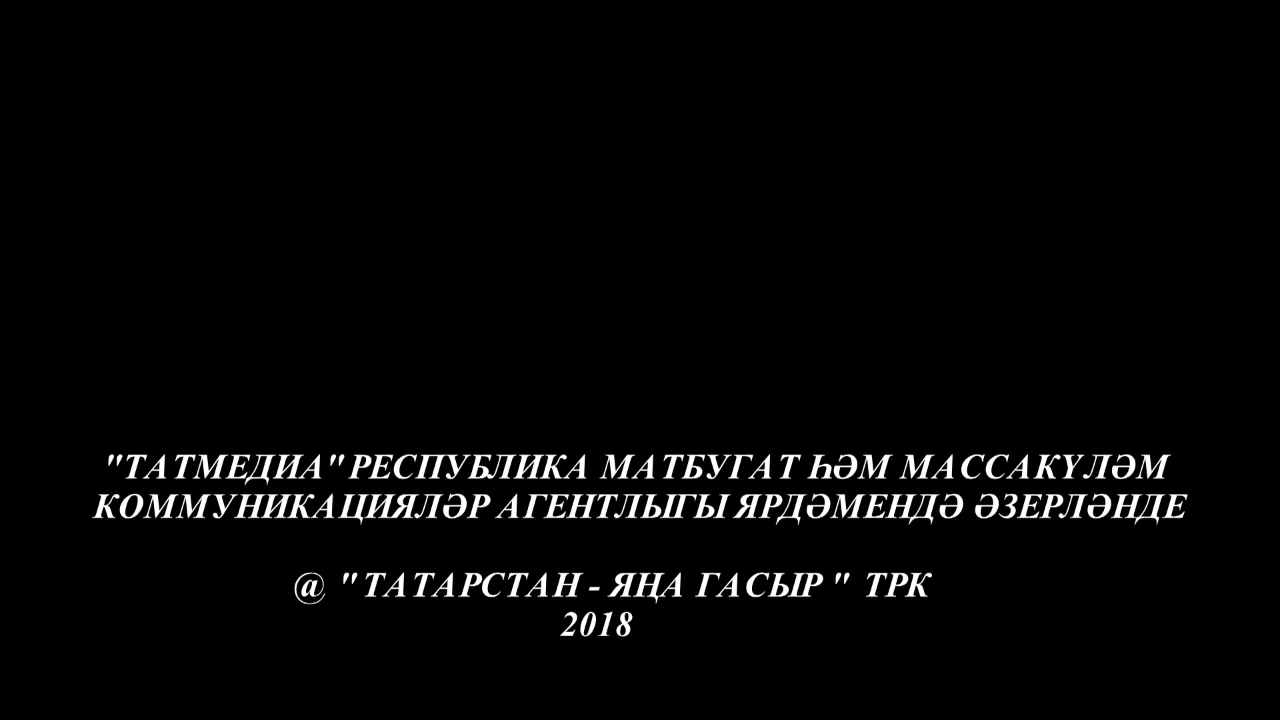 "ТАТМЕДИА" РЕСПУБЛИКА МАТБУГАТ ҺӘМ МАССАКҮЛӘМ
КОММУНИКАЦИЯЛӘР АГЕНТЛЫГЫ ЯРДӘМЕНДӘ ӘЗЕРЛӘНДЕ
@ "ТАТАРСТАН - ЯҢА ГАСЫР " ТРК
2018